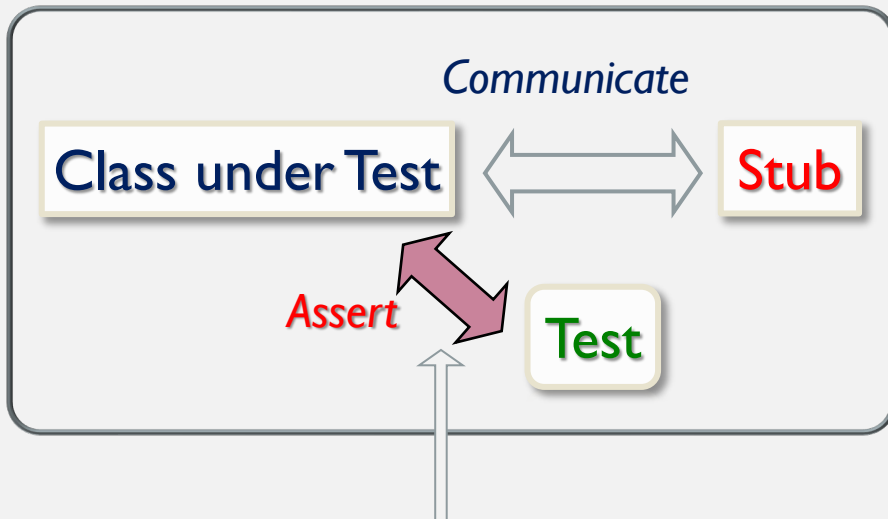 Communicate
Class under Test
Stub
Assert
Test